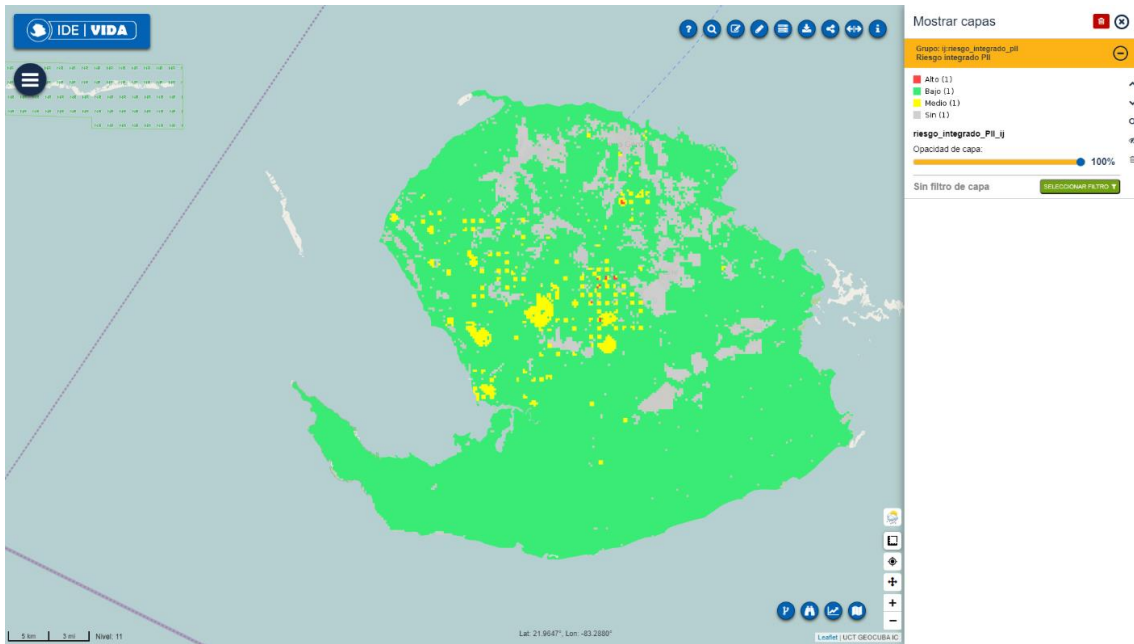 IDE | VIDA
Mostrar capas
Grupo: ij:riesgo_integrado_pII
Riesgo Integrado PII
Alto (1)
Bajo (1)
Medio (1)
Sin (1)
riesgo_integrado_PII_ij
Opacidad de capa:
100%
Sin filtro de capa
SELECCIONAR FILTRO
5 km
3 mi
Nivel: 11
Lat: 21.9647°, Lon: -83.2880°
Leaflet | UCT GEOCUBA IC